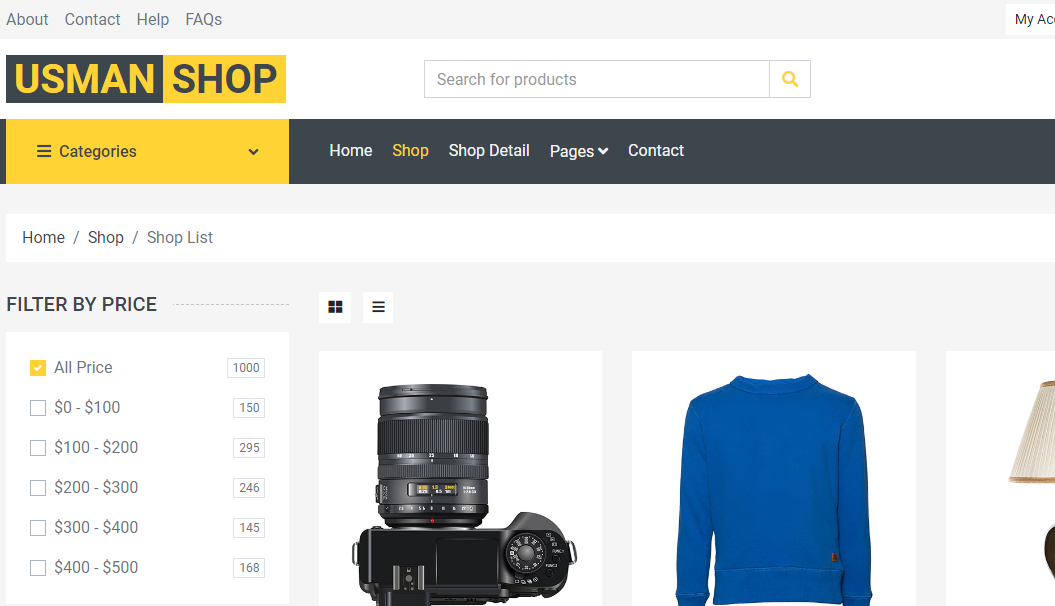 About Contact Help FAQs
My Acc
USMAN SHOP
Search for products
Categories
Home Shop Shop Detail Pages Contact
Home / Shop / Shop List
FILTER BY PRICE
All Price 1000
$0 - $100 150
$100 - $200 295
$200 - $300 246
$300 - $400 145
$400 - $500 168